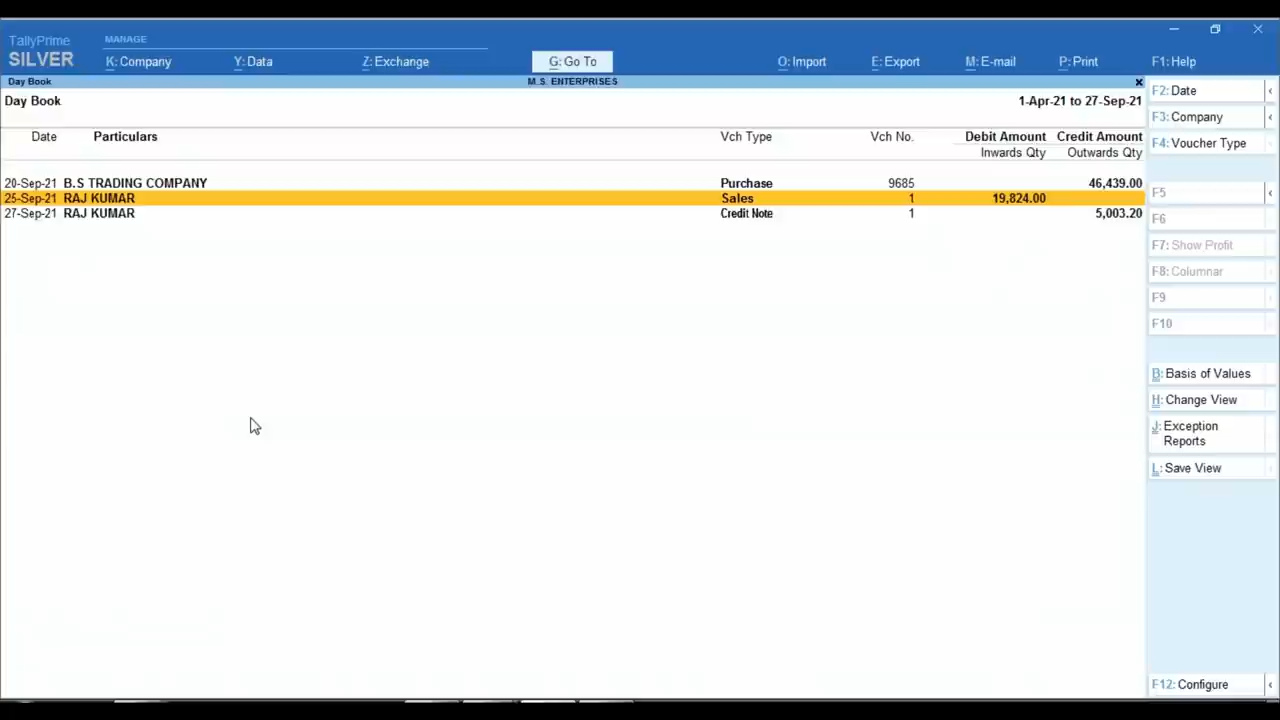 TallyPrime
SILVER
MANAGE
K: Company
Y: Data
Z: Exchange
G: Go To
O: Import
E: Export
M: E-mail
P: Print
F1: Help
Day Book
M.S. ENTERPRISES
Day Book
1-Apr-21 to 27-Sep-21
Date Particulars Vch Type Vch No. Debit Amount Credit Amount
Inwards Qty Outwards Qty
20-Sep-21 B.S TRADING COMPANY Purchase 9685 46,439.00
25-Sep-21 RAJ KUMAR Sales 1 19,824.00
27-Sep-21 RAJ KUMAR Credit Note 1 5,003.20
F2: Date
F3: Company
F4: Voucher Type
F5
F6
F7: Show Profit
F8: Columnar
F9
F10
B: Basis of Values
H: Change View
J: Exception
Reports
L: Save View
F12: Configure